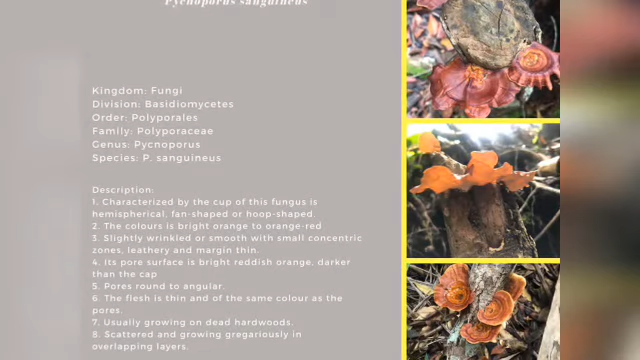 Pycnoporus sanguineus
Kingdom: Fungi
Division: Basidiomycetes
Order: Polyporales
Family: Polyporaceae
Genus: Pycnoporus
Species: P. sanguineus
Description:
1. Characterized by the cup of this fungus is
hemispherical, fan-shaped or hoop-shaped.
2. The colours is bright orange to orange-red
3. Slightly wrinkled or smooth with small concentric
zones, leathery and margin thin.
4. Its pore surface is bright reddish orange, darker
than the cap
5. Pores round to angular.
6. The flesh is thin and of the same colour as the
pores.
7. Usually growing on dead hardwoods.
8. Scattered and growing gregariously in
overlapping layers.